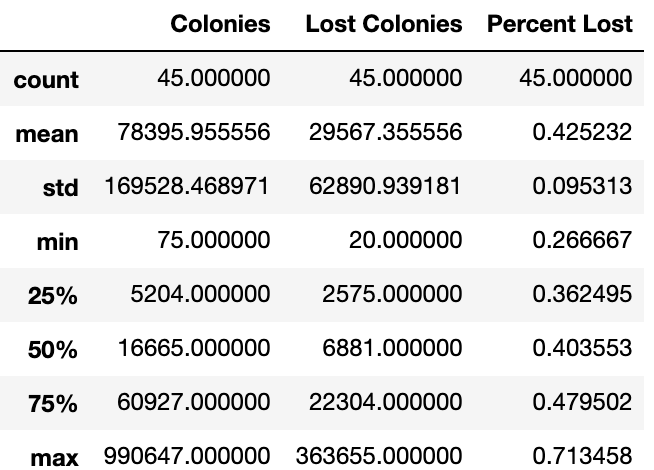 Colonies Lost Colonies Percent Lost
count 45.000000 45.000000 45.000000
mean 78395.955556 29567.355556 0.425232
std 169528.468971 62890.939181 0.095313
min 75.000000 20.000000 0.266667
25% 5204.000000 2575.000000 0.362495
50% 16665.000000 6881.000000 0.403553
75% 60927.000000 22304.000000 0.479502
max 990647.000000 363655.000000 0.713458